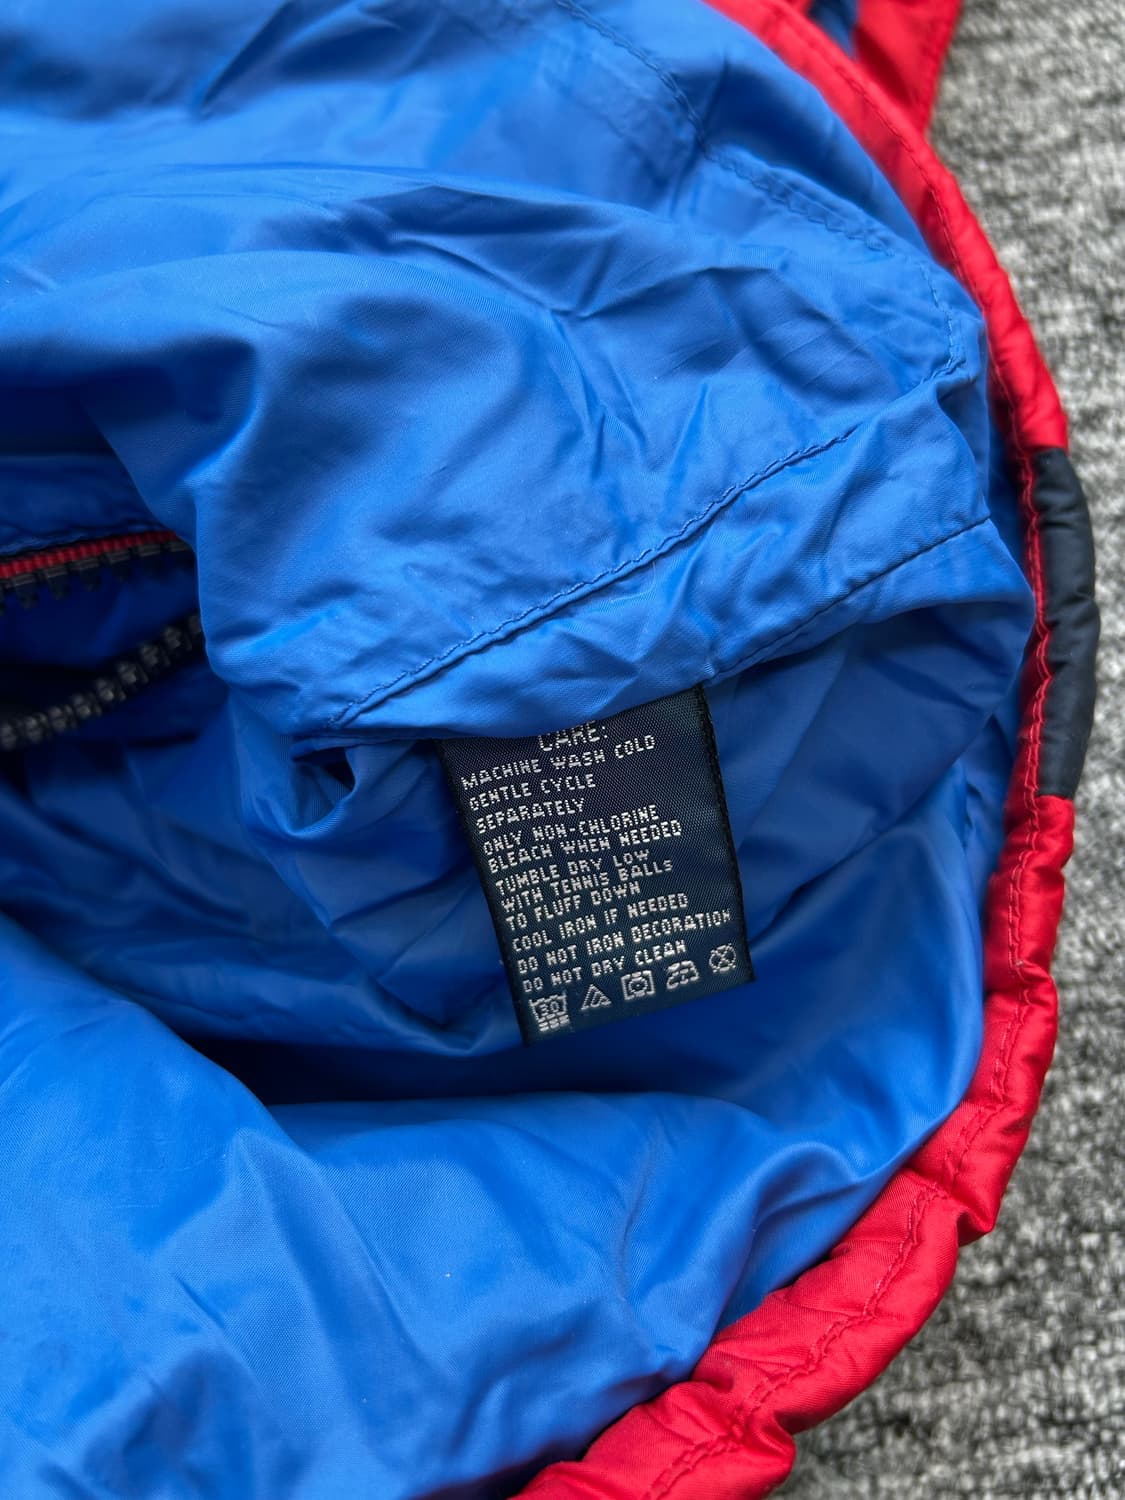 CARE:
MACHINE WASH COLD
GENTLE CYCLE
SEPARATELY
ONLY NON-CHLORINE
BLEACH WHEN NEEDED
TUMBLE DRY LOW
WITH TENNIS BALLS
TO FLUFF DOWN
COOL IRON IF NEEDED
DO NOT IRON DECORATION
DO NOT DRY CLEAN
30